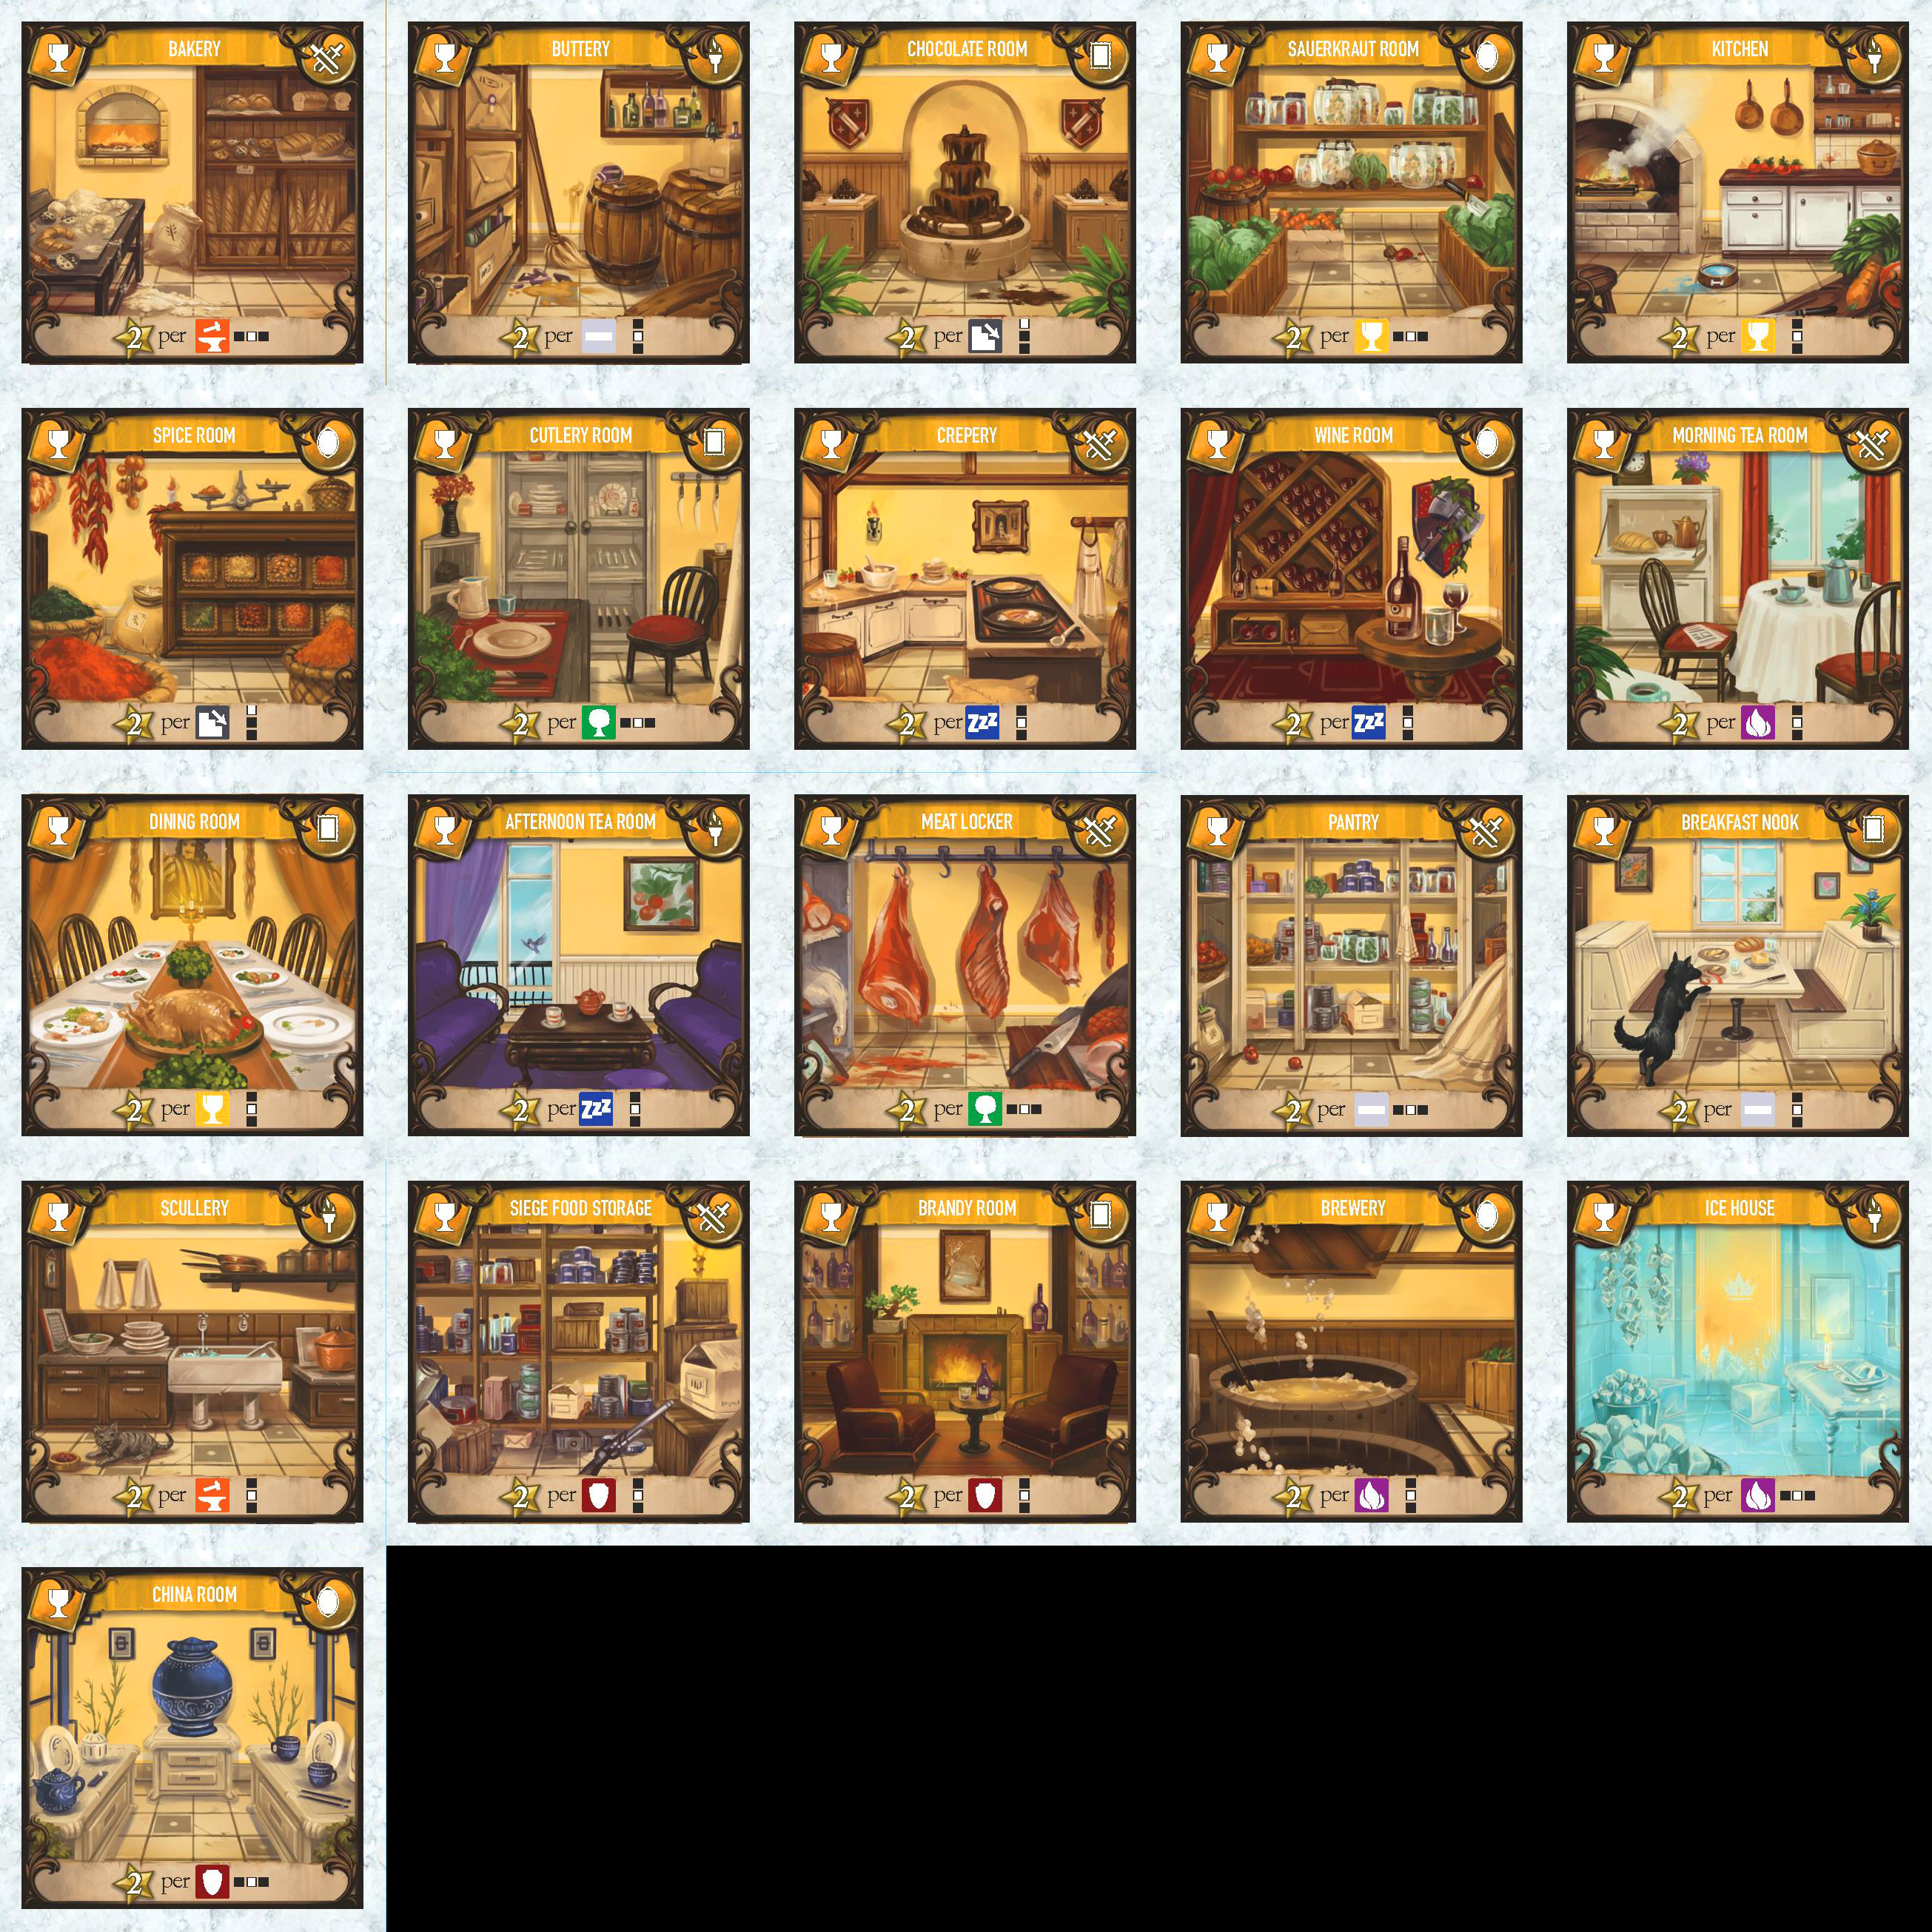 BAKERY
2 per
BUTTERY
2 per
CHOCOLATE ROOM
2 per
SAUERKRAUT ROOM
2 per
KITCHEN
2 per
SPICE ROOM
2 per
CUTLERY ROOM
2 per
CREPERY
2 per ZZZ
WINE ROOM
2 per ZZZ
MORNING TEA ROOM
2 per
DINING ROOM
2 per
AFTERNOON TEA ROOM
2 per ZZZ
MEAT LOCKER
2 per
PANTRY
2 per
BREAKFAST NOOK
2 per
SCULLERY
2 per
SIEGE FOOD STORAGE
2 per
BRANDY ROOM
2 per
BREWERY
2 per
ICE HOUSE
2 per
CHINA ROOM
2 per